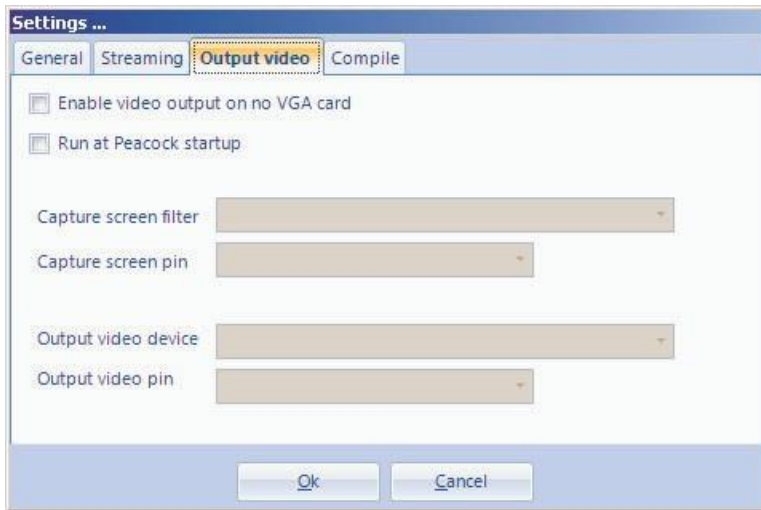 Settings ...
General Streaming Output video Compile
Enable video output on no VGA card
Run at Peacock startup
Capture screen filter
Capture screen pin
Output video device
Output video pin
Ok Cancel